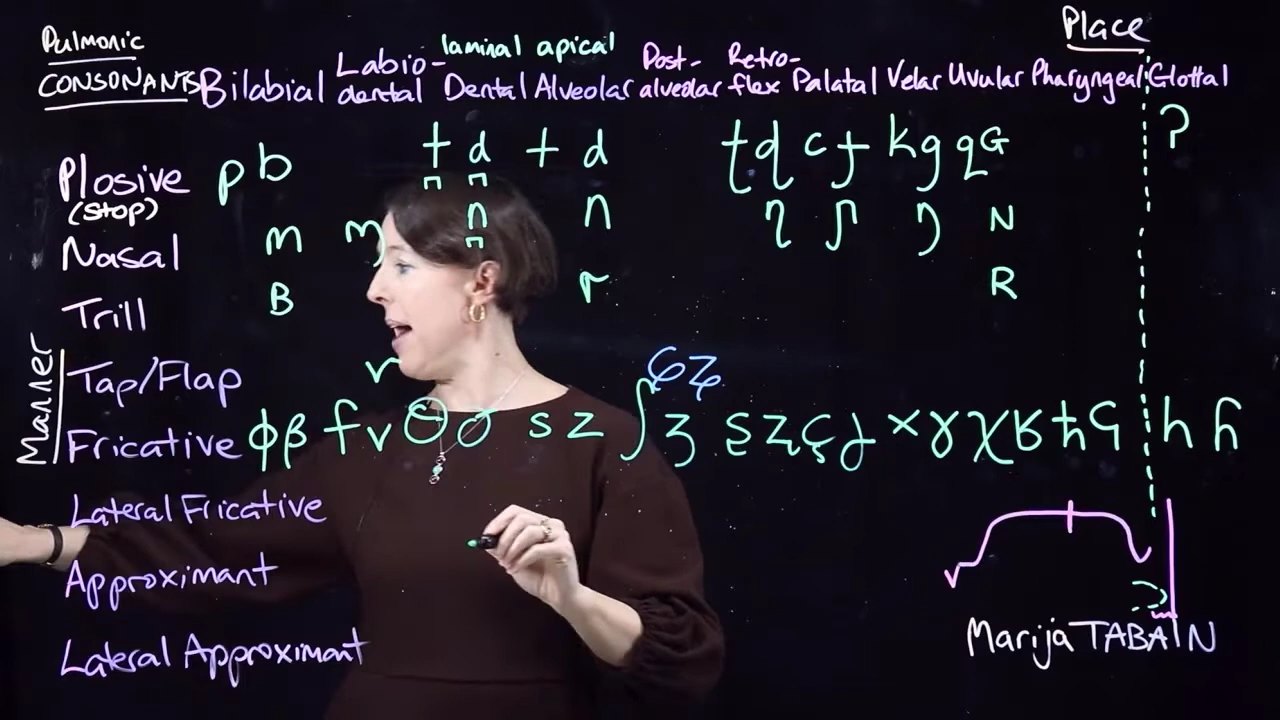 Place
Pulmonic
CONSONANTS
laminal apical
Bilabial Labio-dental Dental Alveolar Post-alveolar Retro-flex Palatal Velar Uvular Pharyngeal Glottal
Plosive p b t̪ d̪ t d ʈ ɖ c ɟ k ɡ q ɢ ʔ
(stop)
Nasal m ɱ n̪ n ɳ ɲ ŋ ɴ
Trill ʙ r ʀ
Manner
Tap/Flap ⱱ
ɕ ʑ
Fricative ɸ β f v θ ð s z ʃ ʒ ʂ ʐ ç ʝ x ɣ χ ʁ ħ ʕ h ɦ
Lateral Fricative
Approximant
Lateral Approximant
Marija TABAIN